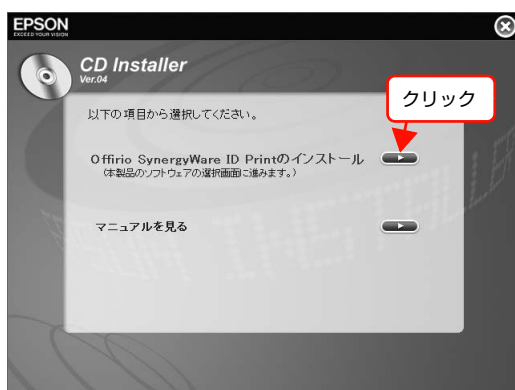 EPSON
EXCEED YOUR VISION
CD Installer
Ver.04
クリック
以下の項目から選択してください。
Offirio SynergyWare ID Printのインストール
(本製品のソフトウェアの選択画面に進みます。)
マニュアルを見る